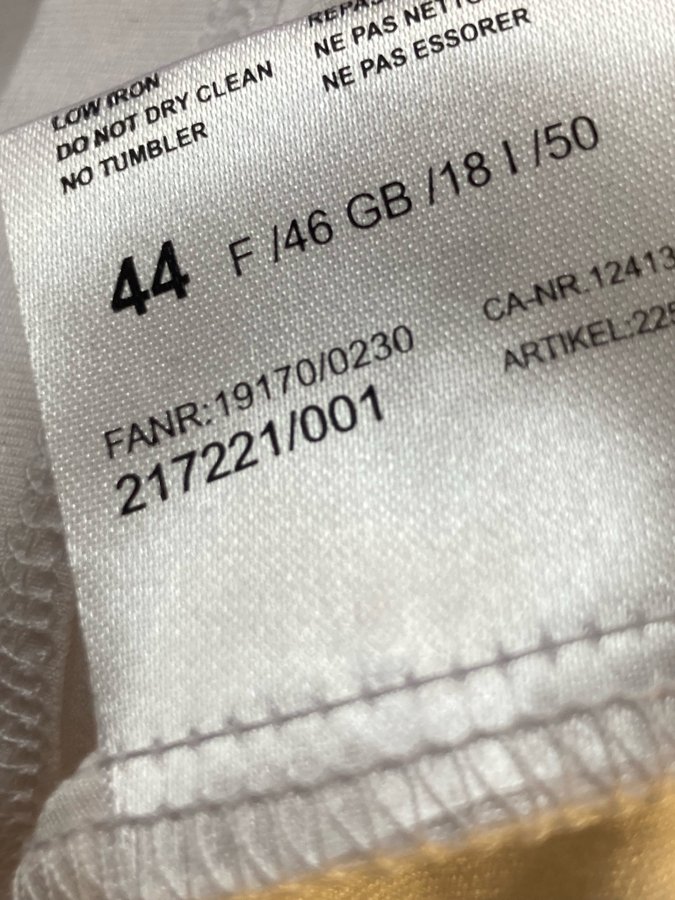 LOW IRON
DO NOT DRY CLEAN
NO TUMBLER
NE PAS
NE PAS ESSORER
44 F /46 GB /18 I /50
FANR:19170/0230
217221/001
CA-NR.12413
ARTIKEL:225